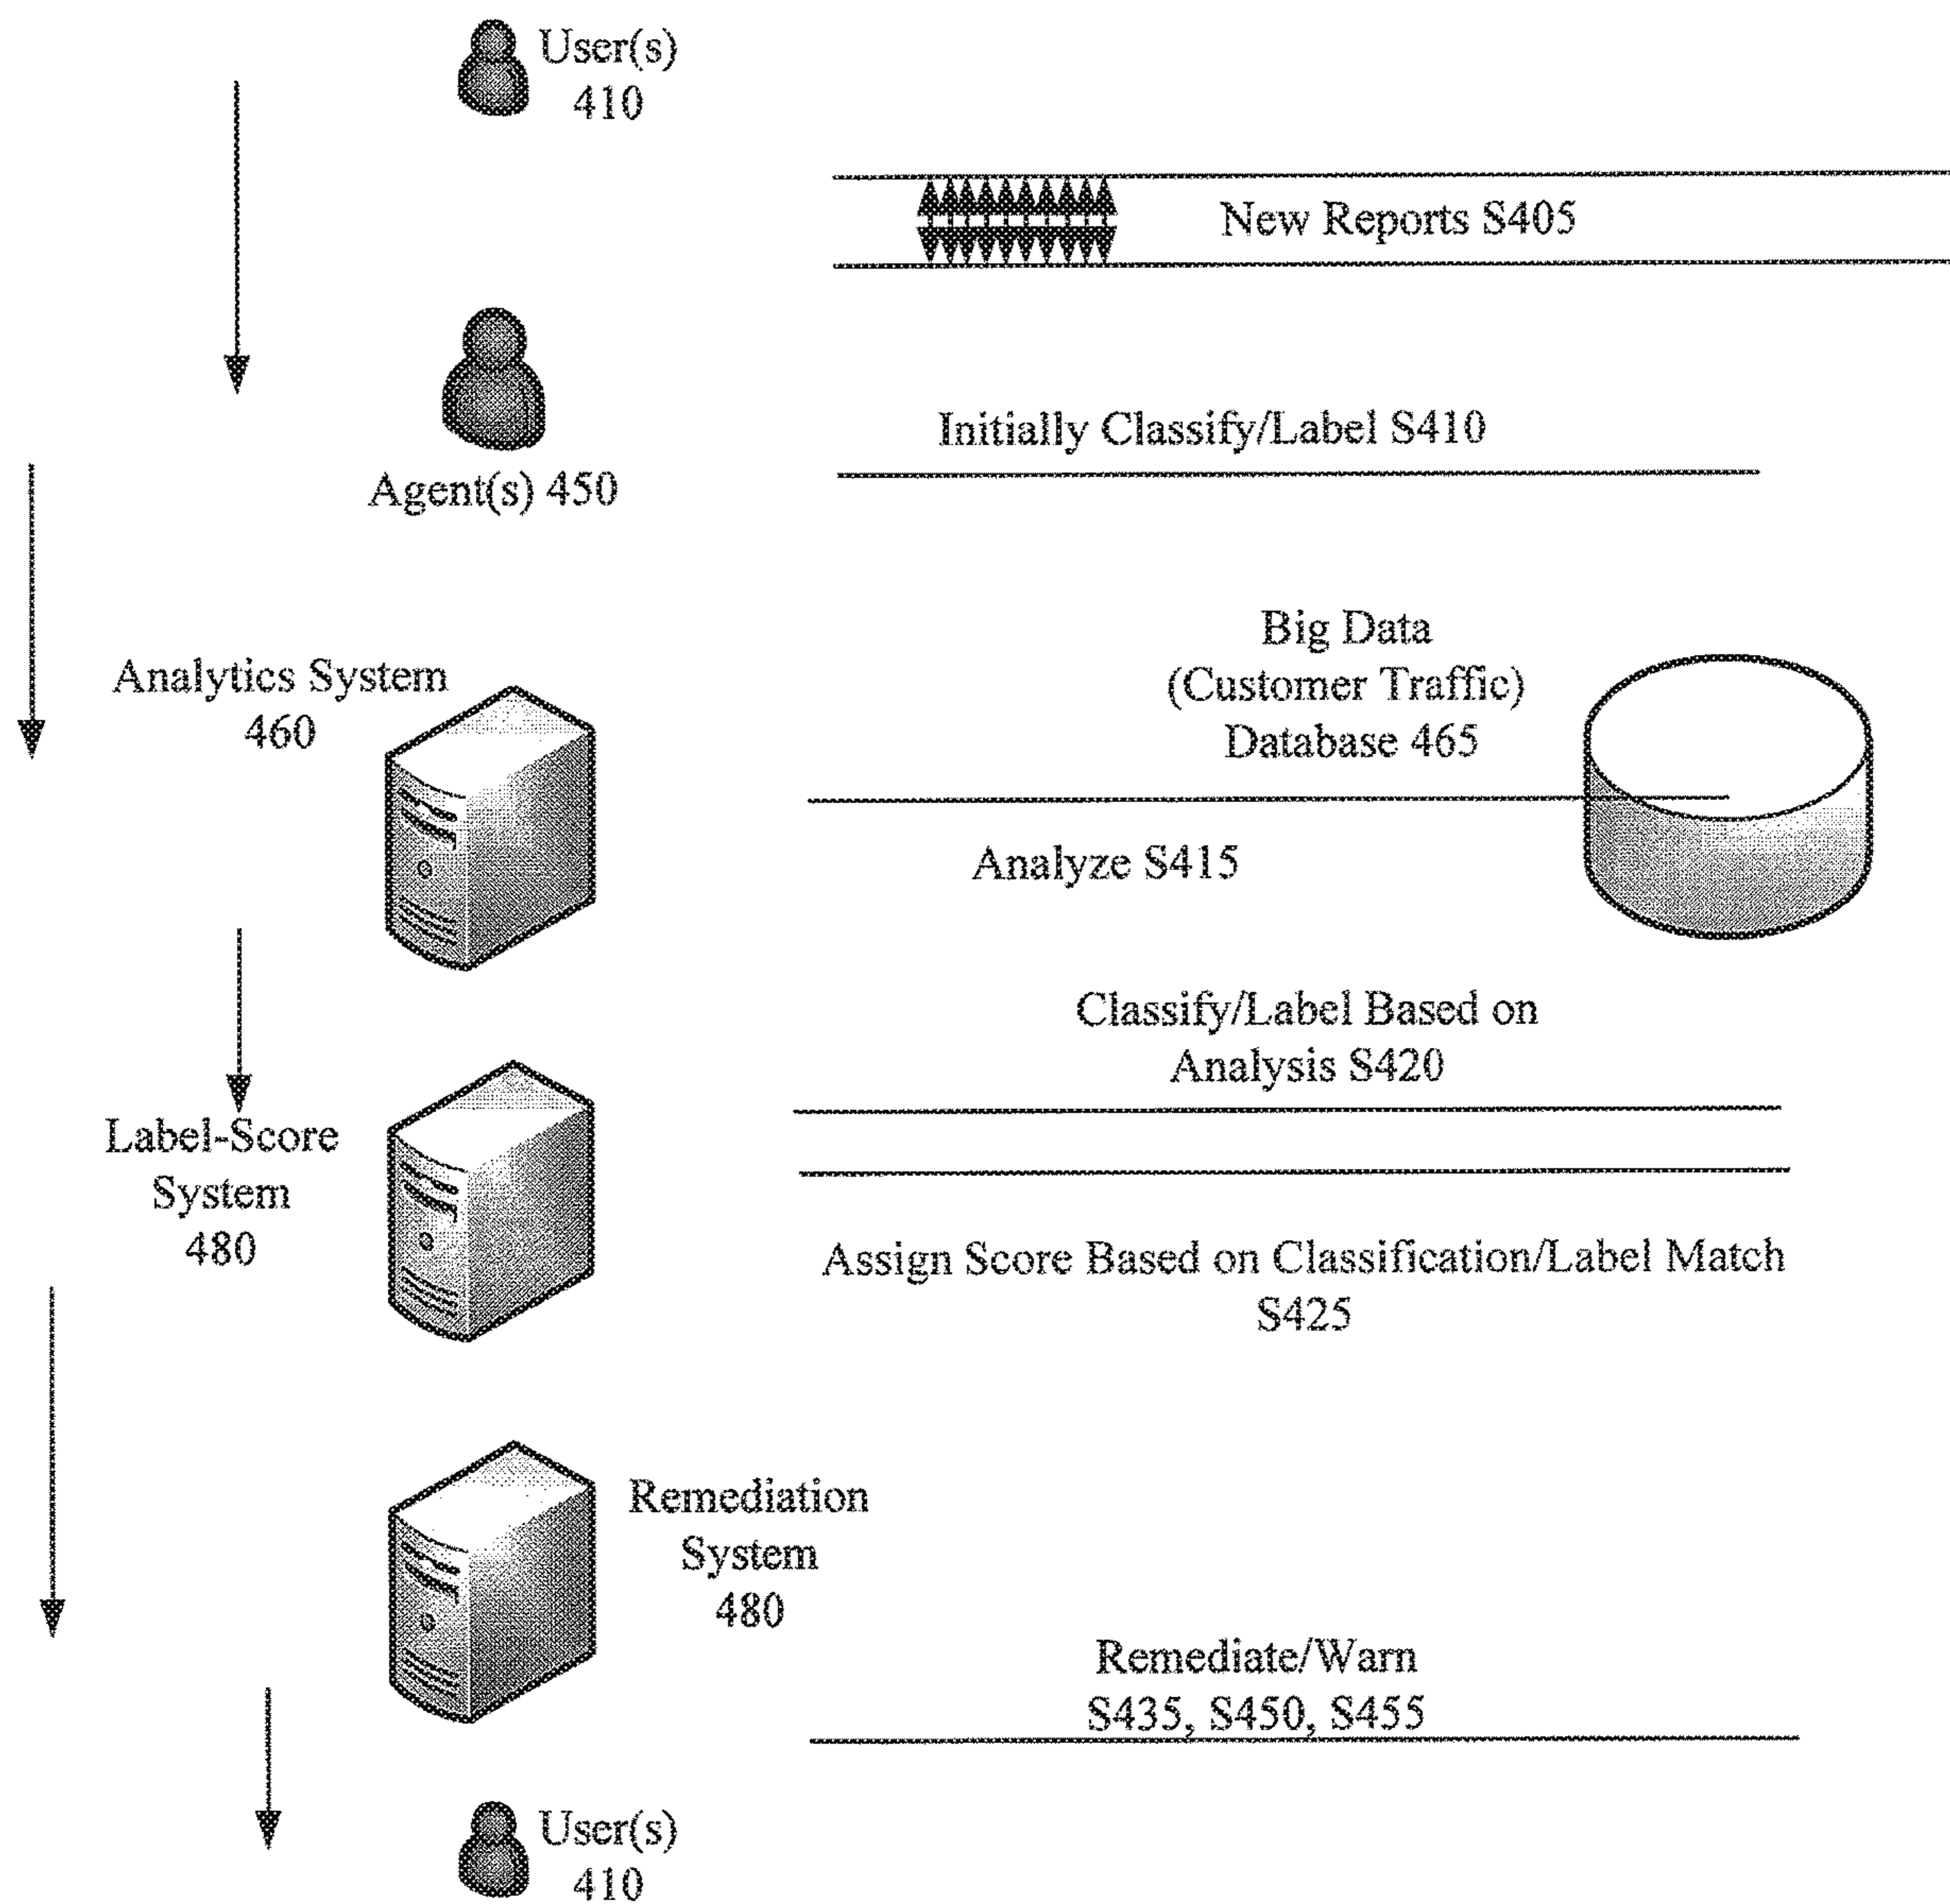 User(s)
410
New Reports S405
Initially Classify/Label S410
Agent(s) 450
Big Data
(Customer Traffic)
Database 465
Analytics System
460
Analyze S415
Classify/Label Based on
Analysis S420
Label-Score
System
480
Assign Score Based on Classification/Label Match
S425
Remediation
System
480
Remediate/Warn
S435, S450, S455
User(s)
410